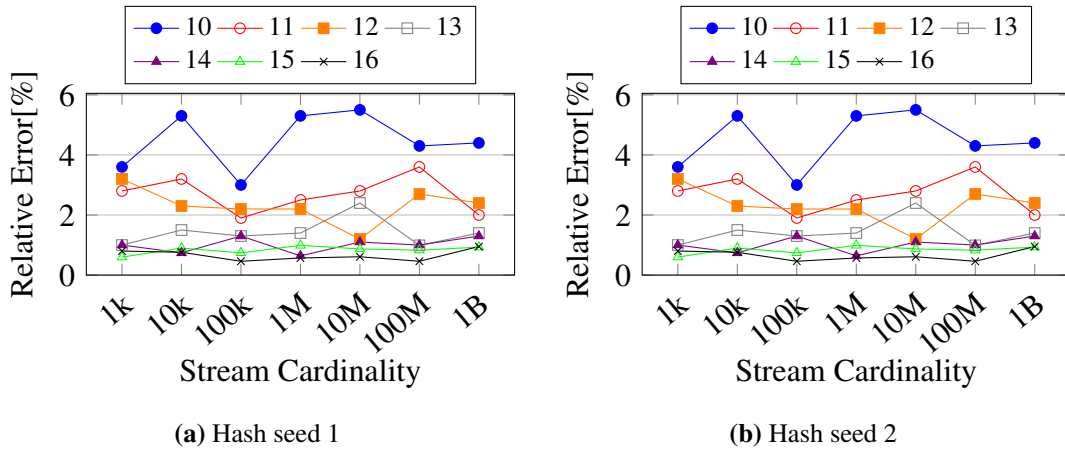 10 11 12 13
14 15 16
Relative Error[%]
6
4
2
0
1k 10k 100k 1M 10M 100M 1B
Stream Cardinality
(a) Hash seed 1
10 11 12 13
14 15 16
Relative Error[%]
6
4
2
0
1k 10k 100k 1M 10M 100M 1B
Stream Cardinality
(b) Hash seed 2